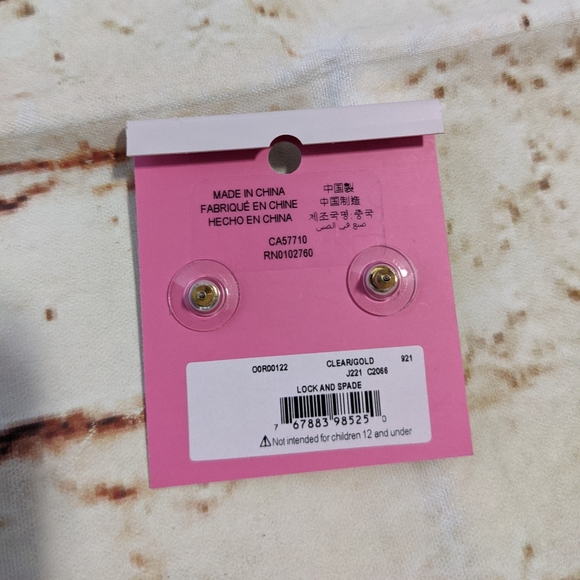 MADE IN CHINA
FABRIQUÉ EN CHINE
HECHO EN CHINA
中国製
中国制造
제조국명:중국
صنع في الصين
CA57710
RN0102760
O0R00122 CLEAR/GOLD 921
J221 C2066
LOCK AND SPADE
7 67883 98525 0
Not intended for children 12 and under